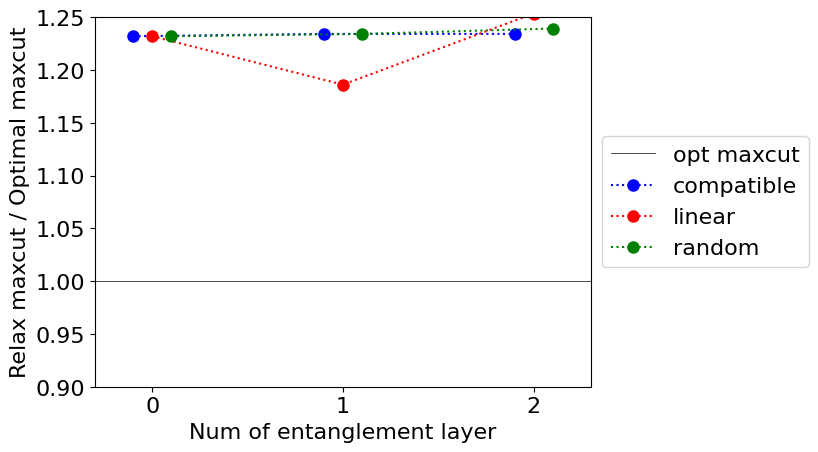 Relax maxcut / Optimal maxcut
1.25
1.20
1.15
1.10
1.05
1.00
0.95
0.90
0
1
2
Num of entanglement layer
opt maxcut
compatible
linear
random